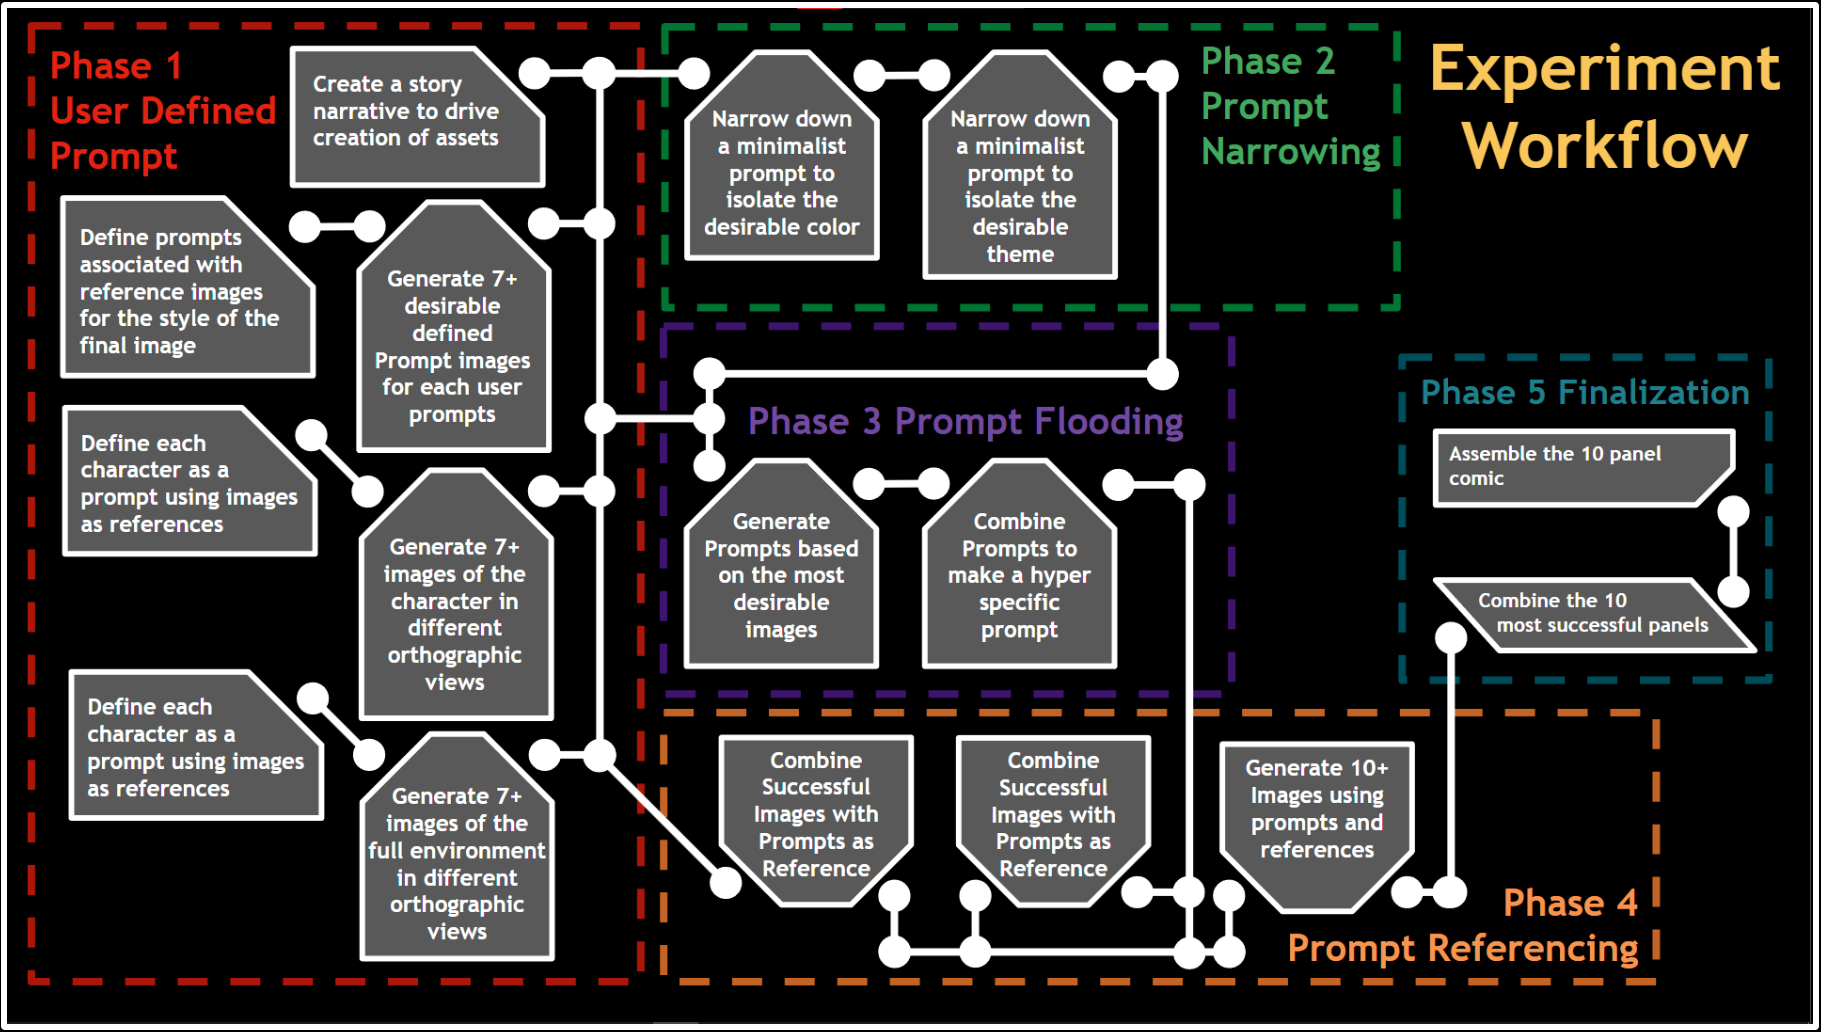 Experiment
Workflow
Phase 1
User Defined
Prompt
Create a story
narrative to drive
creation of assets
Define prompts
associated with
reference images
for the style of the
final image
Generate 7+
desirable
defined
Prompt images
for each user
prompts
Define each
character as a
prompt using images
as references
Generate 7+
images of the
character in
different
orthographic
views
Define each
character as a
prompt using images
as references
Generate 7+
images of the
full environment
in different
orthographic
views
Phase 2
Prompt
Narrowing
Narrow down
a minimalist
prompt to
isolate the
desirable color
Narrow down
a minimalist
prompt to
isolate the
desirable
theme
Phase 3 Prompt Flooding
Generate
Prompts based
on the most
desirable
images
Combine
Prompts to
make a hyper
specific
prompt
Combine
Successful
Images with
Prompts as
Reference
Combine
Successful
Images with
Prompts as
Reference
Generate 10+
Images using
prompts and
references
Phase 4
Prompt Referencing
Phase 5 Finalization
Assemble the 10 panel
comic
Combine the 10
most successful panels